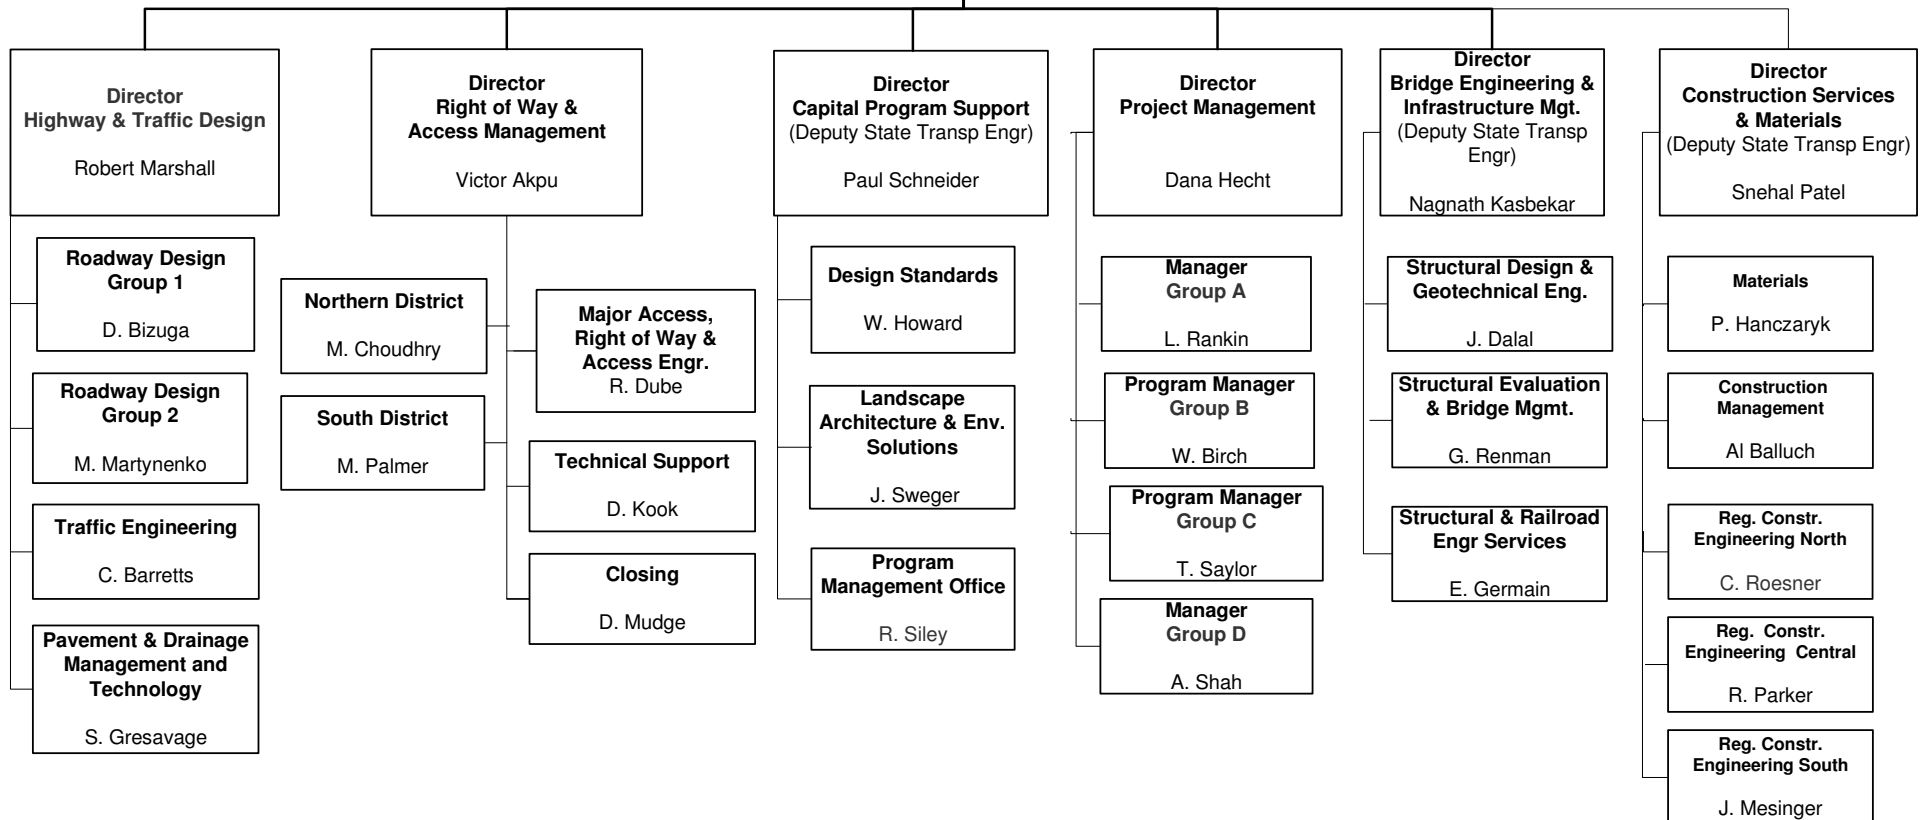 Director
Highway & Traffic Design
Robert Marshall
Roadway Design
Group 1
D. Bizuga
Roadway Design
Group 2
M. Martynenko
Traffic Engineering
C. Barretts
Pavement & Drainage
Management and
Technology
S. Gresavage
Director
Right of Way &
Access Management
Victor Akpu
Northern District
M. Choudhry
South District
M. Palmer
Major Access,
Right of Way &
Access Engr.
R. Dube
Technical Support
D. Kook
Closing
D. Mudge
Director
Capital Program Support
(Deputy State Transp Engr)
Paul Schneider
Design Standards
W. Howard
Landscape
Architecture & Env.
Solutions
J. Sweger
Program
Management Office
R. Siley
Director
Project Management
Dana Hecht
Manager
Group A
L. Rankin
Program Manager
Group B
W. Birch
Program Manager
Group C
T. Saylor
Manager
Group D
A. Shah
Director
Bridge Engineering &
Infrastructure Mgt.
(Deputy State Transp
Engr)
Nagnath Kasbekar
Structural Design &
Geotechnical Eng.
J. Dalal
Structural Evaluation
& Bridge Mgmt.
G. Renman
Structural & Railroad
Engr Services
E. Germain
Director
Construction Services
& Materials
(Deputy State Transp Engr)
Snehal Patel
Materials
P. Hanczaryk
Construction
Management
Al Balluch
Reg. Constr.
Engineering North
C. Roesner
Reg. Constr.
Engineering Central
R. Parker
Reg. Constr.
Engineering South
J. Mesinger